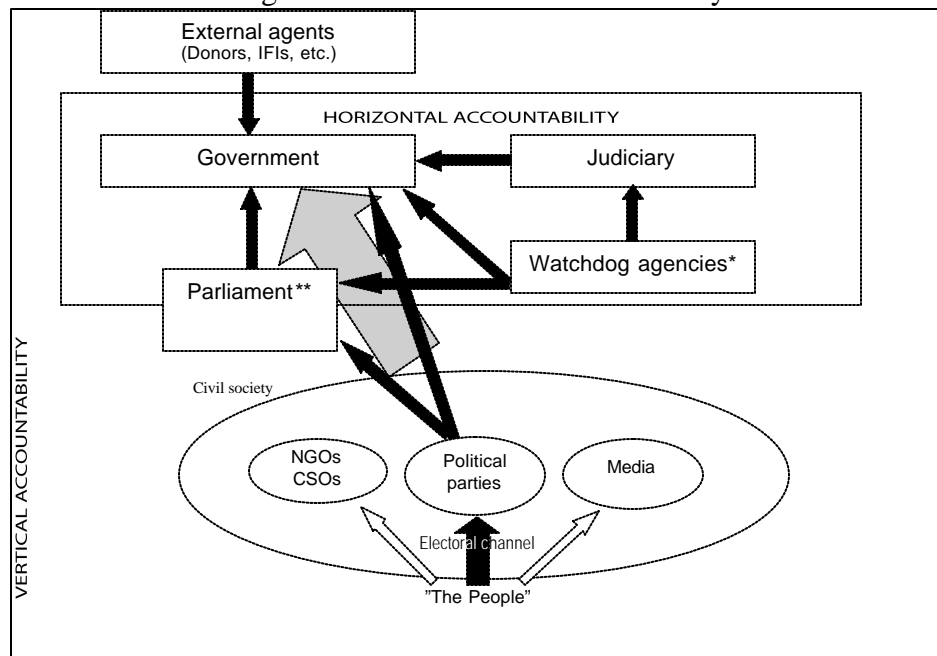 External agents
(Donors, IFIs, etc.)
HORIZONTAL ACCOUNTABILITY
Government
Judiciary
Watchdog agencies*
Parliament**
VERTICAL ACCOUNTABILITY
Civil society
NGOs
CSOs
Political
parties
Media
Electoral channel
”The People”